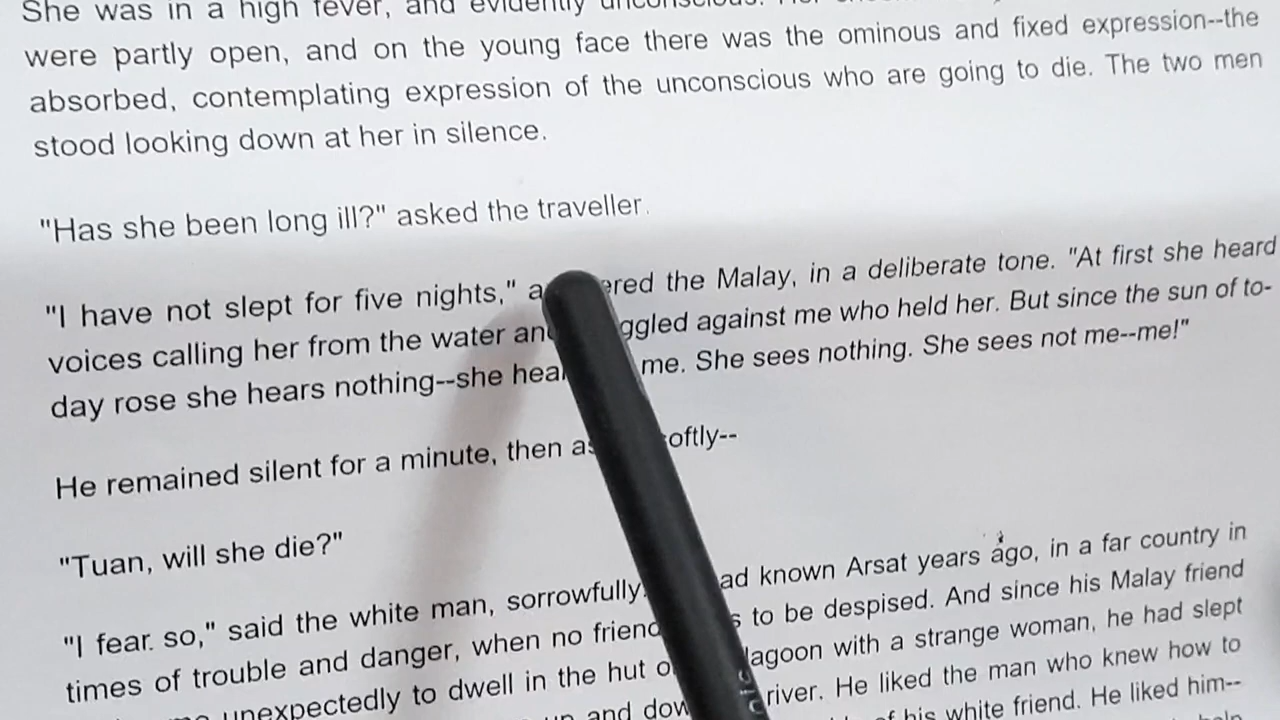 She was in a high fever, and evidently unconscious. Her
were partly open, and on the young face there was the ominous and fixed expression--the
absorbed, contemplating expression of the unconscious who are going to die. The two men
stood looking down at her in silence.
"Has she been long ill?" asked the traveller.
"I have not slept for five nights," a ered the Malay, in a deliberate tone. "At first she heard
voices calling her from the water an ggled against me who held her. But since the sun of to-
day rose she hears nothing--she hea me. She sees nothing. She sees not me--me!"
He remained silent for a minute, then as oftly--
"Tuan, will she die?"
"I fear. so," said the white man, sorrowfully. ad known Arsat years ago, in a far country in
times of trouble and danger, when no friend s to be despised. And since his Malay friend
unexpectedly to dwell in the hut o lagoon with a strange woman, he had slept
up and dow river. He liked the man who knew how to
of his white friend. He liked him--
help